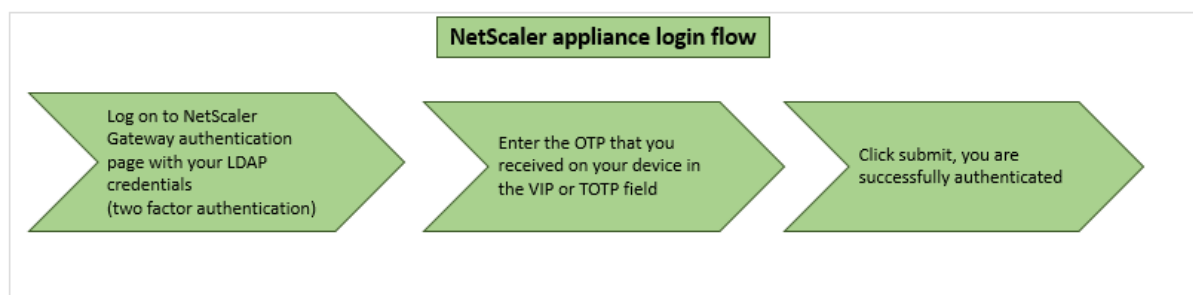 NetScaler appliance login flow
Log on to NetScaler
Gateway authentication
page with your LDAP
credentials
(two factor authentication)
Enter the OTP that you
received on your device in
the VIP or TOTP field
Click submit, you are
successfully authenticated